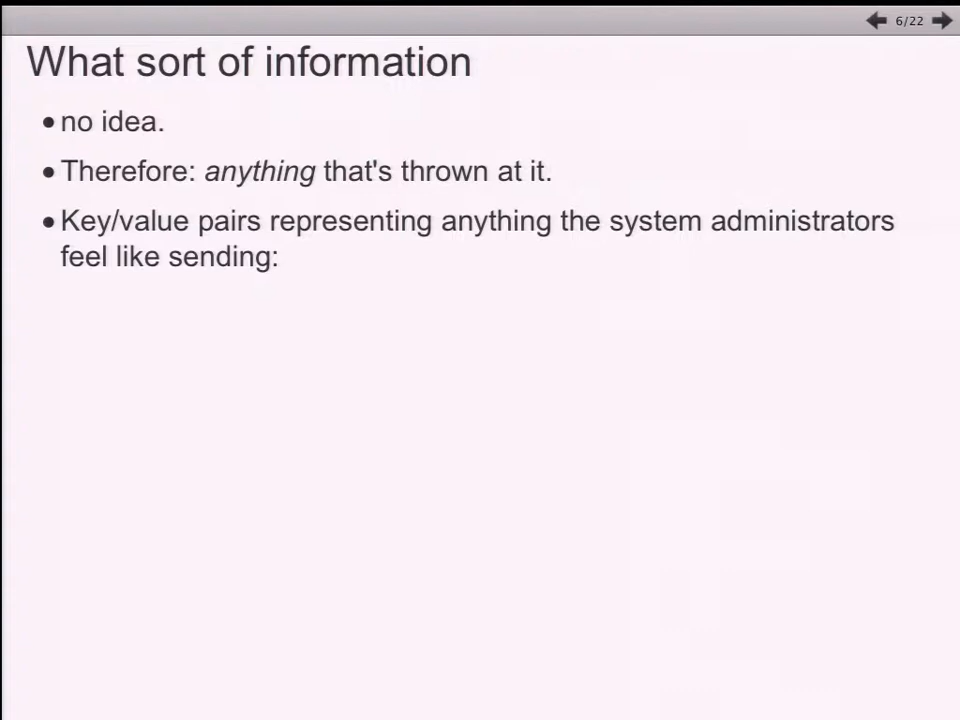 6/22
What sort of information
• no idea.
• Therefore: anything that's thrown at it.
• Key/value pairs representing anything the system administrators
feel like sending: